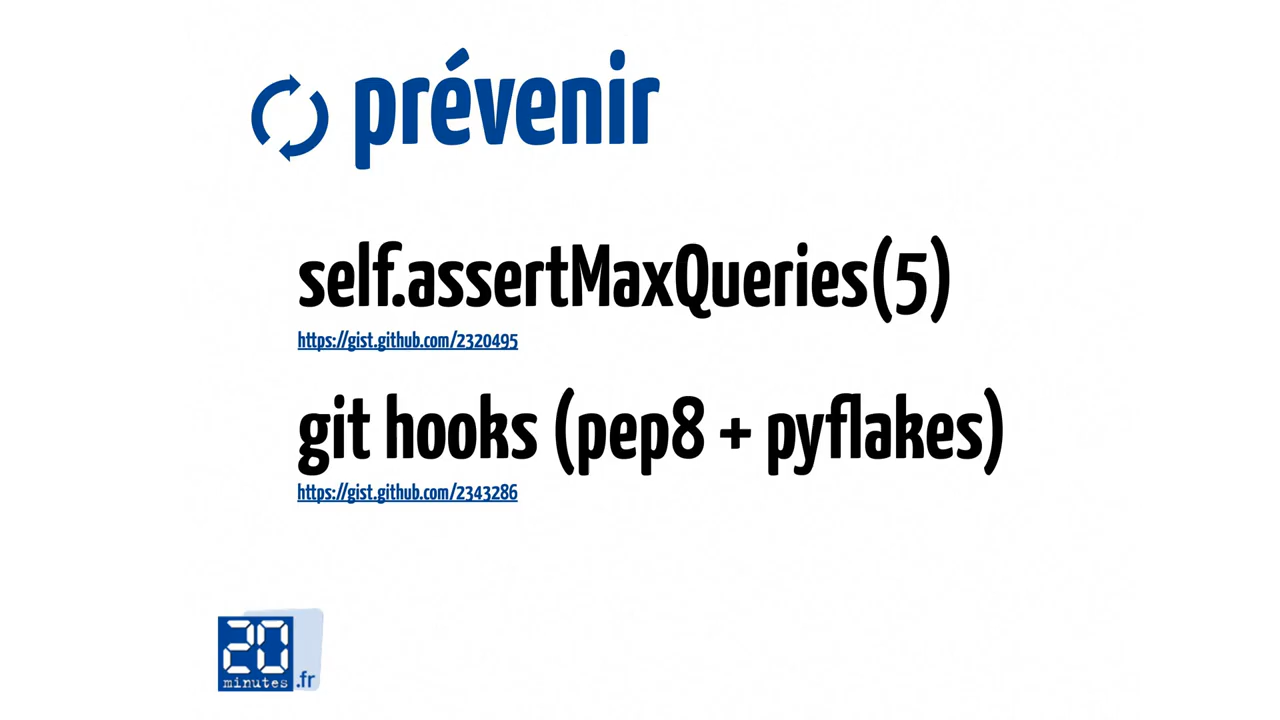 prévenir
self.assertMaxQueries(5)
https://gist.github.com/2320495
git hooks (pep8 + pyflakes)
https://gist.github.com/2343286
20
minutes.fr